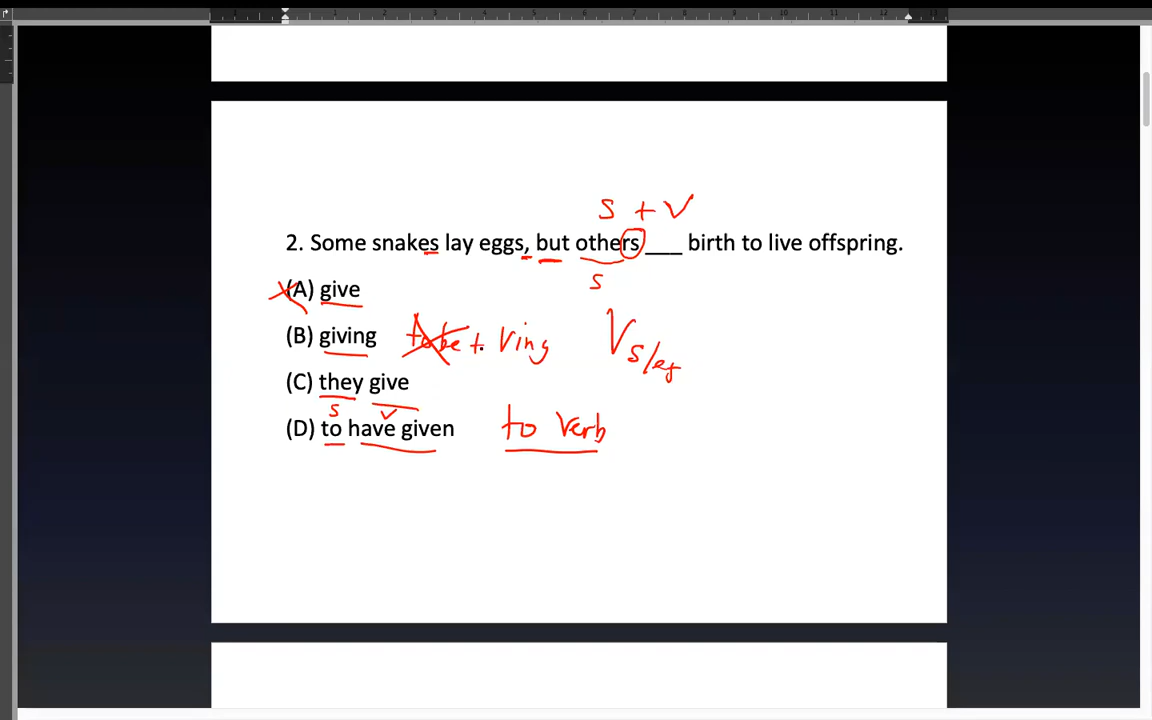 S + V
2. Some snakes lay eggs, but others ___ birth to live offspring.
S
(A) give
(B) giving to be + Ving
V s/es
(C) they give
S V
(D) to have given to verb